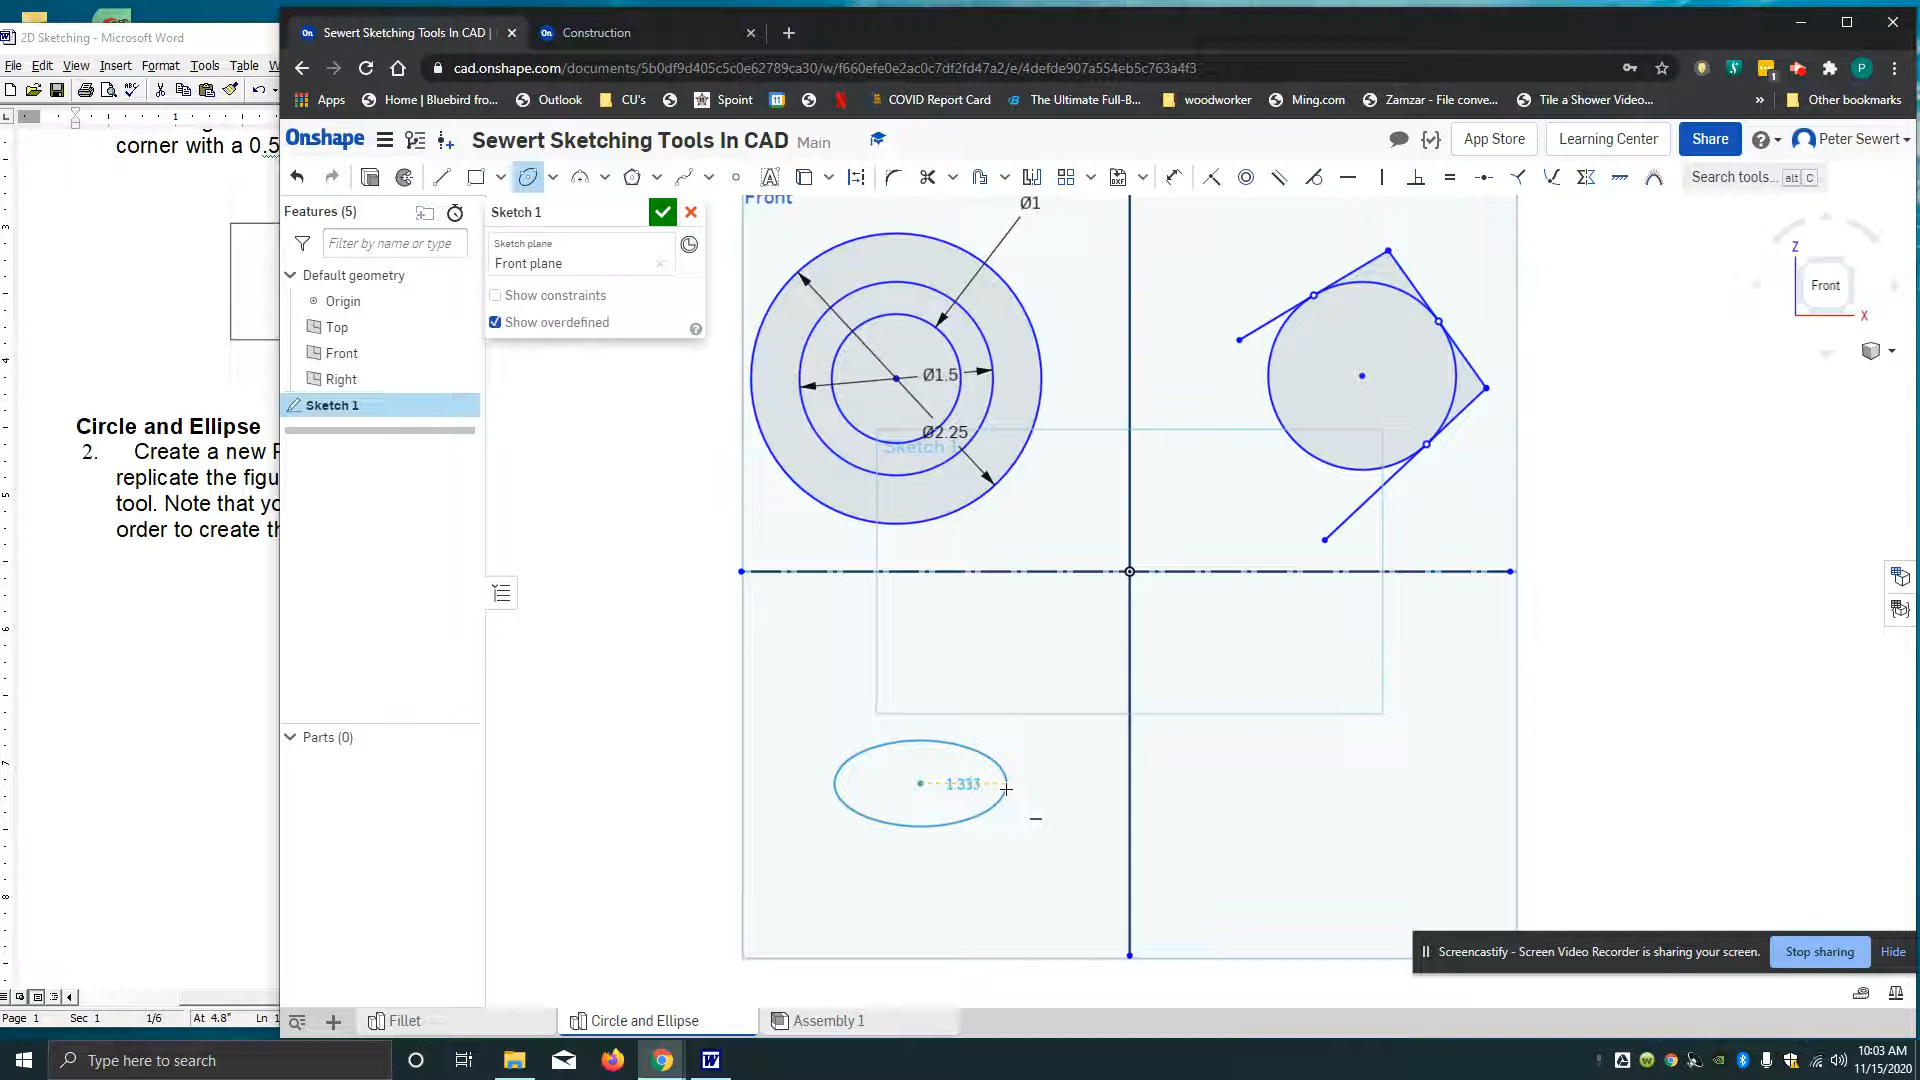 2D Sketching - Microsoft Word
File Edit View Insert Format Tools Table W
corner with a 0.5
Circle and Ellipse
2. Create a new P
replicate the figu
tool. Note that yo
order to create th
Page 1 Sec 1 1/6 At 4.8" Ln 1
Sewert Sketching Tools In CAD |
Construction
cad.onshape.com/documents/5b0df9d405c5c0e62789ca30/w/f660efe0e2ac0c7df2fd47a2/e/4defde907a554eb5c763a4f3
Apps Home | Bluebird fro... Outlook CU's Spoint COVID Report Card The Ultimate Full-B... woodworker Ming.com Zamzar - File conve... Tile a Shower Video... » Other bookmarks
Onshape Sewert Sketching Tools In CAD Main App Store Learning Center Share Peter Sewert
Search tools... alt C
Features (5)
Filter by name or type
Default geometry
Origin
Top
Front
Right
Sketch 1
Parts (0)
Sketch 1
Sketch plane
Front plane
Show constraints
Show overdefined
Front
Ø1
Ø1.5
Ø2.25
Sketch 1
1.333
Z
Front
X
Screencastify - Screen Video Recorder is sharing your screen. Stop sharing Hide
Fillet Circle and Ellipse Assembly 1
Type here to search
10:03 AM
11/15/2020